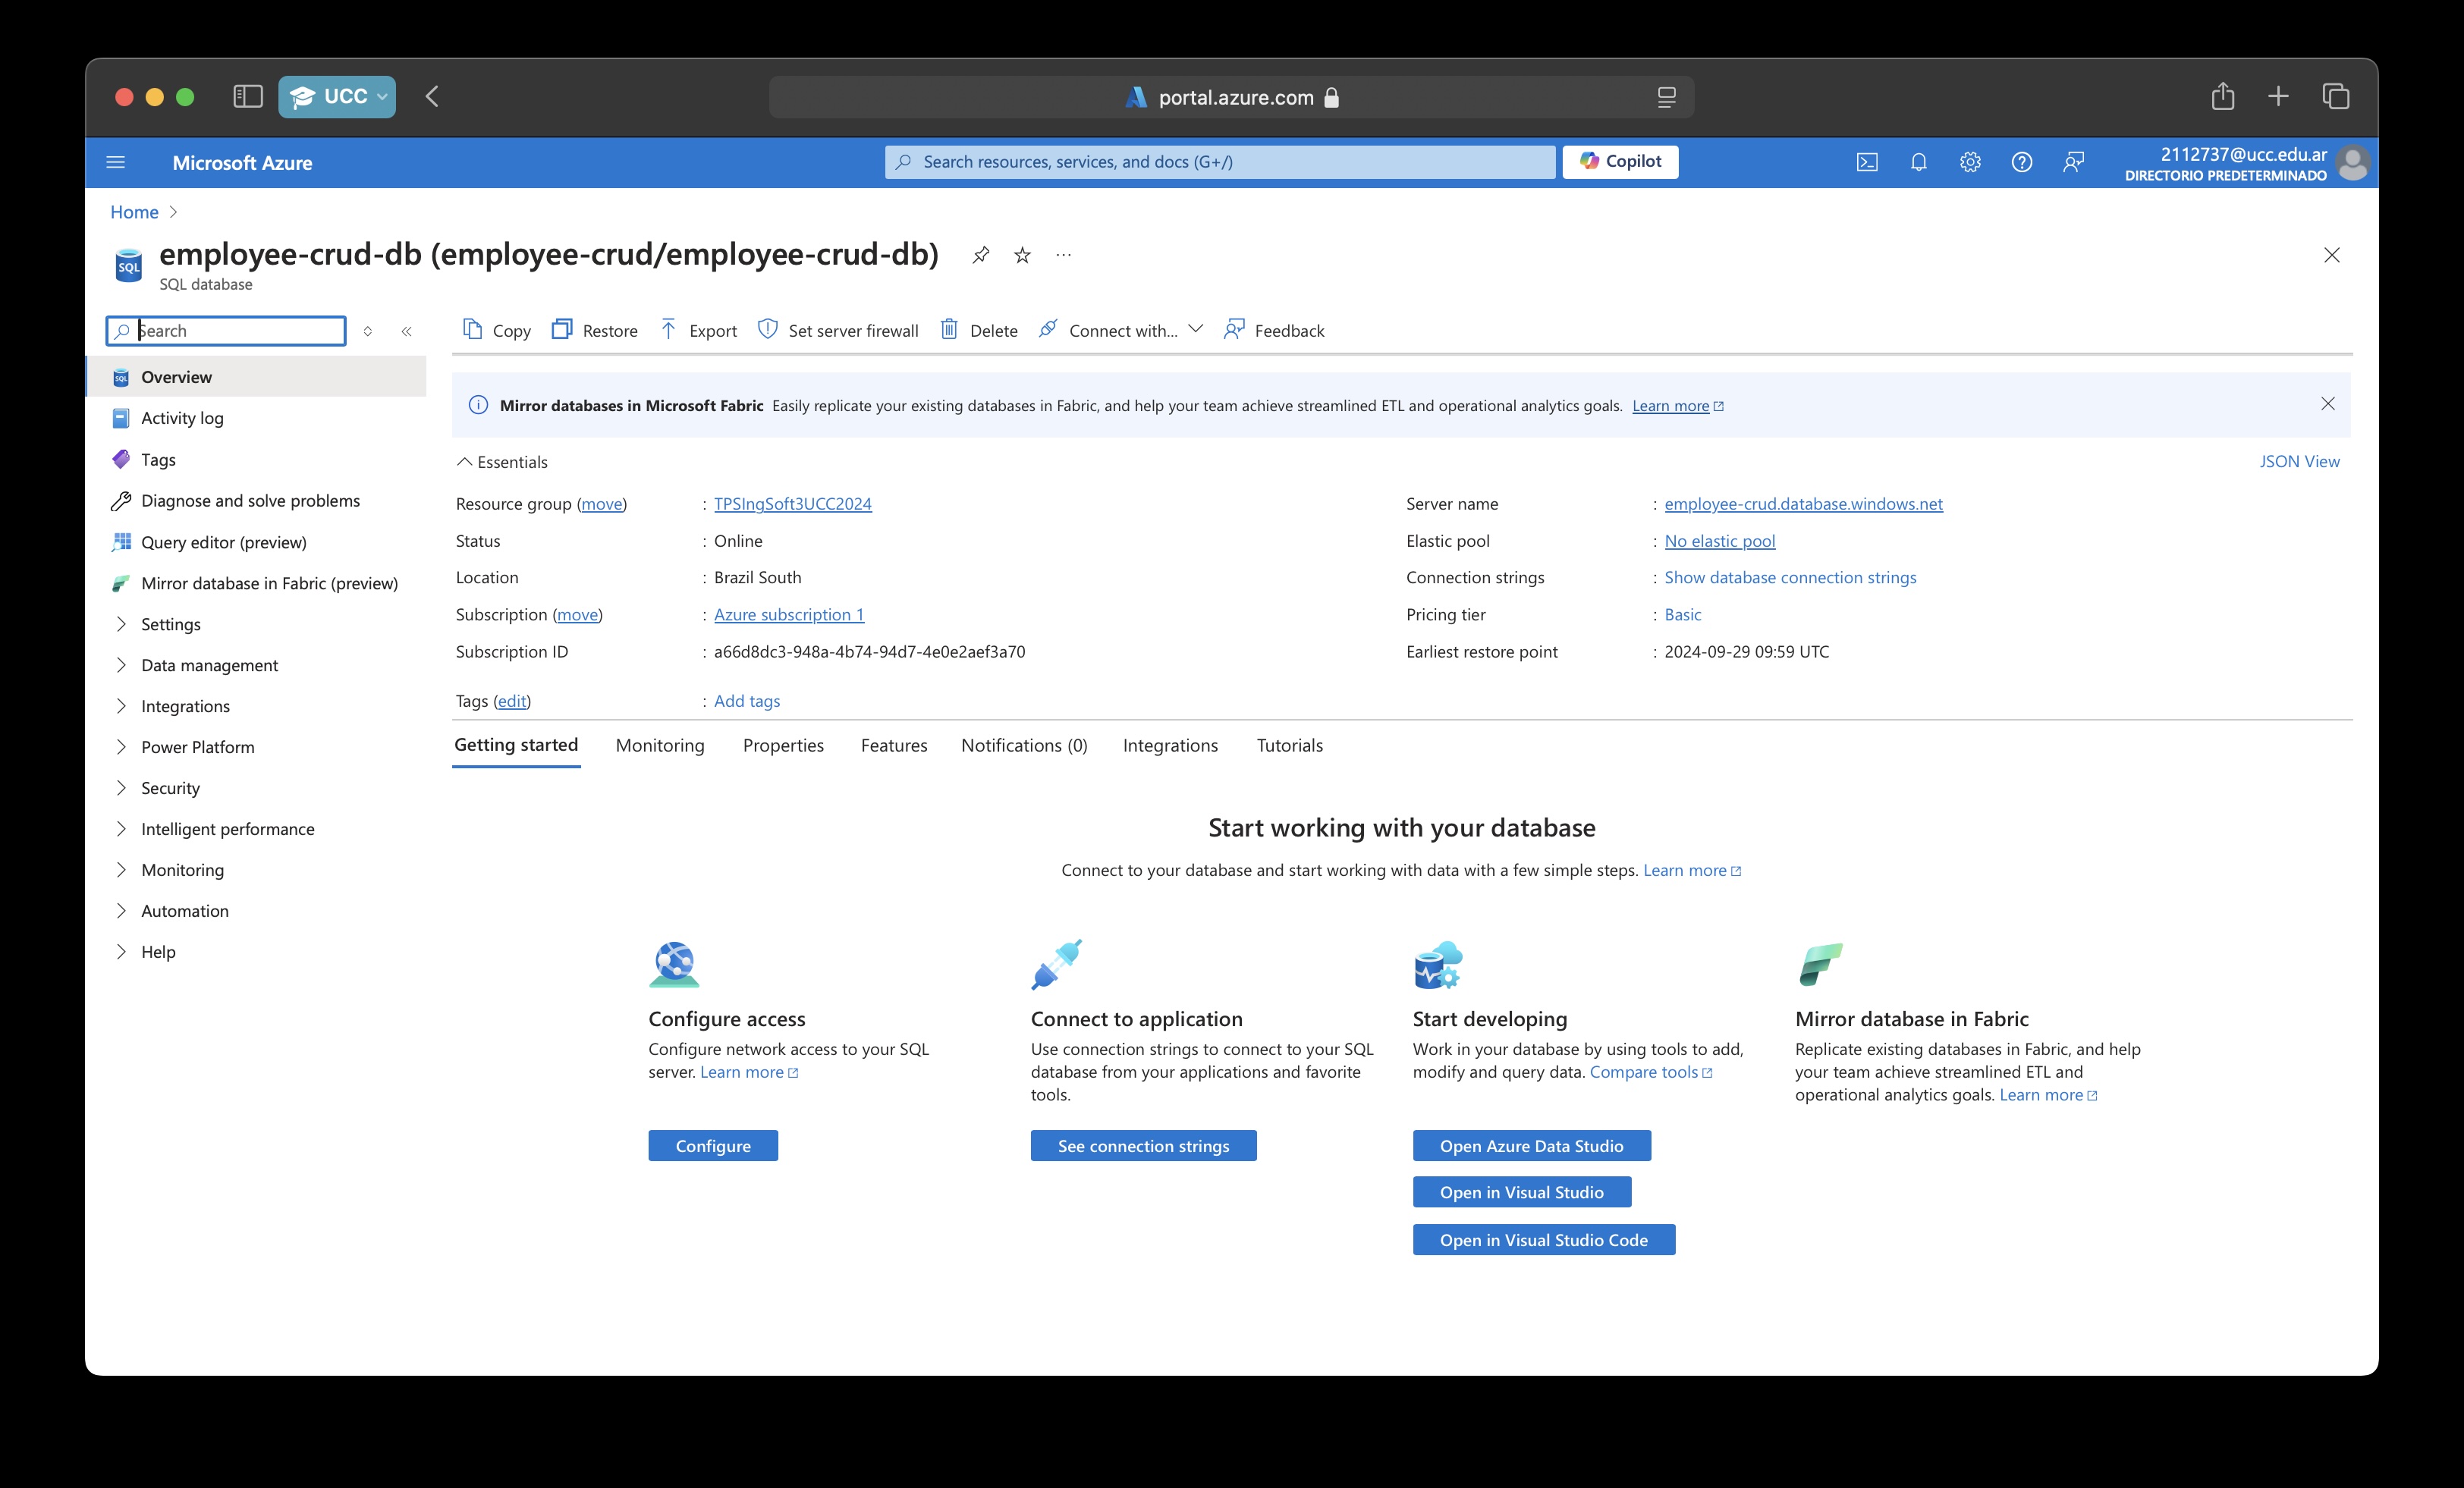 UCC
portal.azure.com
Microsoft Azure
Search resources, services, and docs (G+/)
Copilot
2112737@ucc.edu.ar
DIRECTORIO PREDETERMINADO
Home
employee-crud-db (employee-crud/employee-crud-db)
SQL
SQL database
Search
Copy
Restore
Export
Set server firewall
Delete
Connect with...
Feedback
SQL
Overview
Activity log
Tags
Diagnose and solve problems
Query editor (preview)
Mirror database in Fabric (preview)
Settings
Data management
Integrations
Power Platform
Security
Intelligent performance
Monitoring
Automation
Help
Mirror databases in Microsoft Fabric Easily replicate your existing databases in Fabric, and help your team achieve streamlined ETL and operational analytics goals. Learn more
Essentials
JSON View
Resource group (move) : TPSIngSoft3UCC2024
Status : Online
Location : Brazil South
Subscription (move) : Azure subscription 1
Subscription ID : a66d8dc3-948a-4b74-94d7-4e0e2aef3a70
Tags (edit) : Add tags
Server name : employee-crud.database.windows.net
Elastic pool : No elastic pool
Connection strings : Show database connection strings
Pricing tier : Basic
Earliest restore point : 2024-09-29 09:59 UTC
Getting started
Monitoring
Properties
Features
Notifications (0)
Integrations
Tutorials
Start working with your database
Connect to your database and start working with data with a few simple steps. Learn more
Configure access
Configure network access to your SQL
server. Learn more
Configure
Connect to application
Use connection strings to connect to your SQL
database from your applications and favorite
tools.
See connection strings
Start developing
Work in your database by using tools to add,
modify and query data. Compare tools
Open Azure Data Studio
Open in Visual Studio
Open in Visual Studio Code
Mirror database in Fabric
Replicate existing databases in Fabric, and help
your team achieve streamlined ETL and
operational analytics goals. Learn more